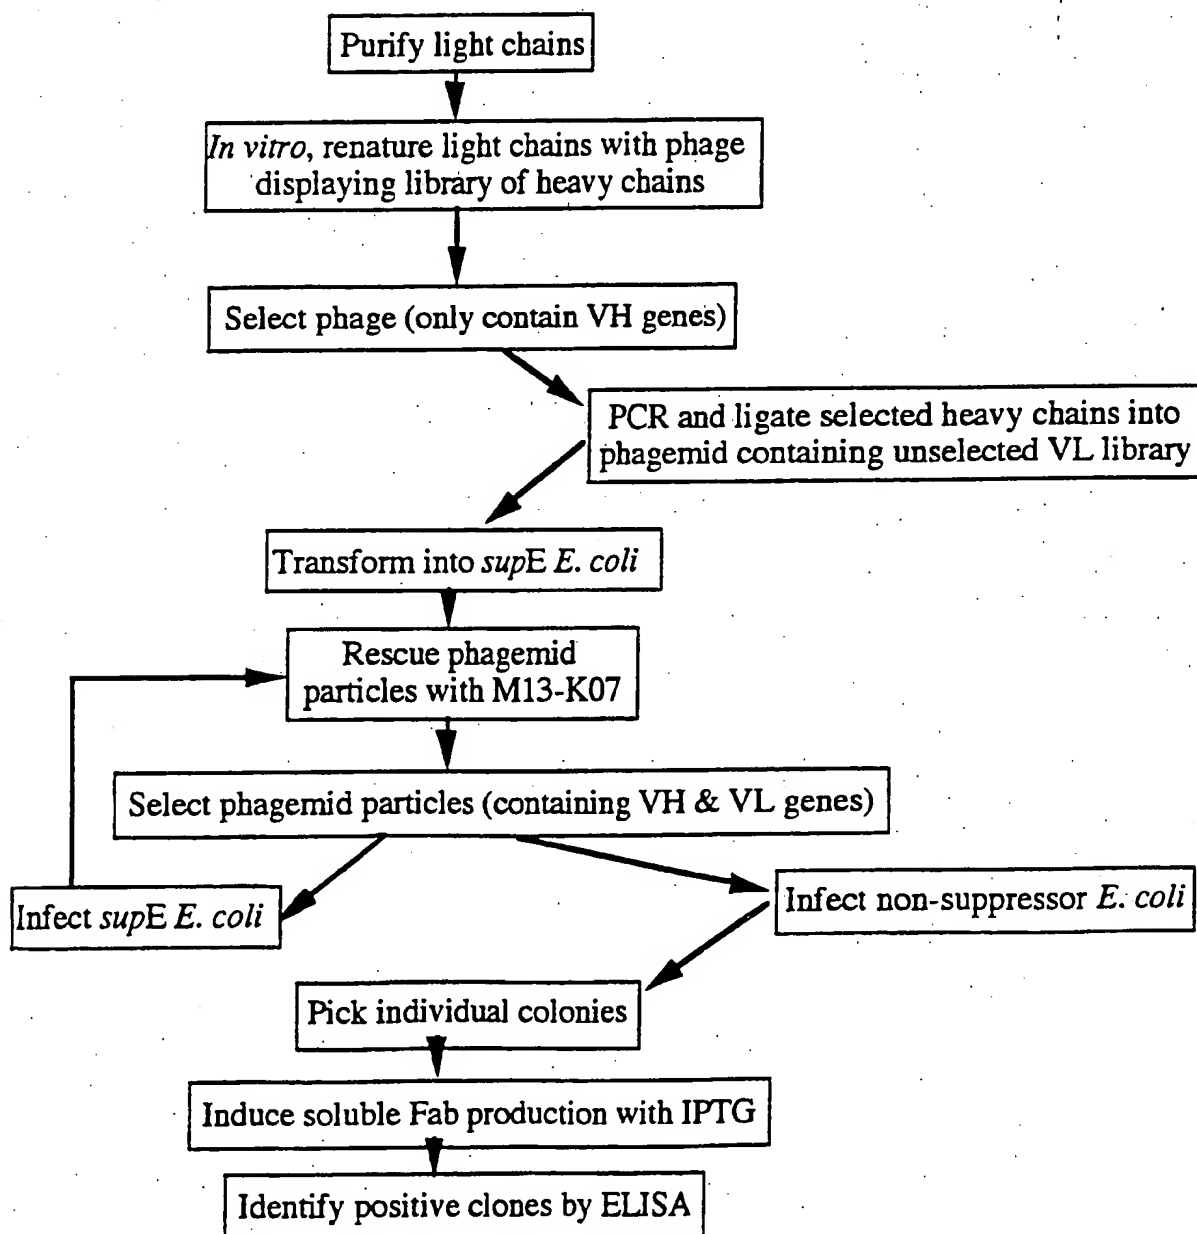 Purify light chains
In vitro, renature light chains with phage
displaying library of heavy chains
Select phage (only contain VH genes)
PCR and ligate selected heavy chains into
phagemid containing unselected VL library
Transform into supE E. coli
Rescue phagemid
particles with M13-K07
Select phagemid particles (containing VH & VL genes)
Infect supE E. coli
Infect non-suppressor E. coli
Pick individual colonies
Induce soluble Fab production with IPTG
Identify positive clones by ELISA